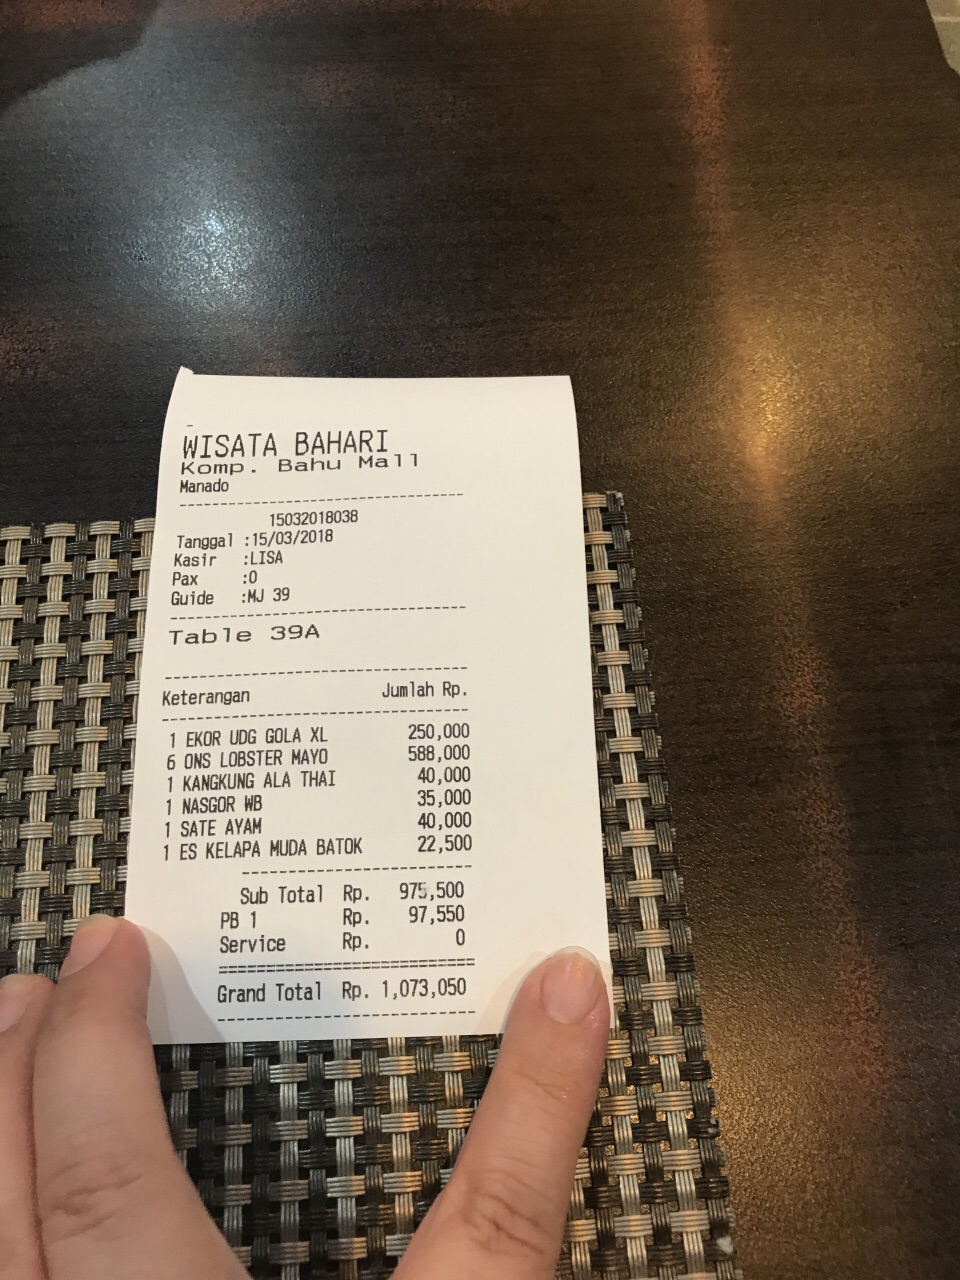 WISATA BAHARI
Komp. Bahu Mall
Manado
15032018038
Tanggal :15/03/2018
Kasir :LISA
Pax :0
Guide :MJ 39
Table 39A
Keterangan Jumlah Rp.
1 EKOR UDG GOLA XL 250,000
6 ONS LOBSTER MAYO 588,000
1 KANGKUNG ALA THAI 40,000
1 NASGOR WB 35,000
1 SATE AYAM 40,000
1 ES KELAPA MUDA BATOK 22,500
Sub Total Rp. 975,500
PB 1 Rp. 97,550
Service Rp. 0
Grand Total Rp. 1,073,050